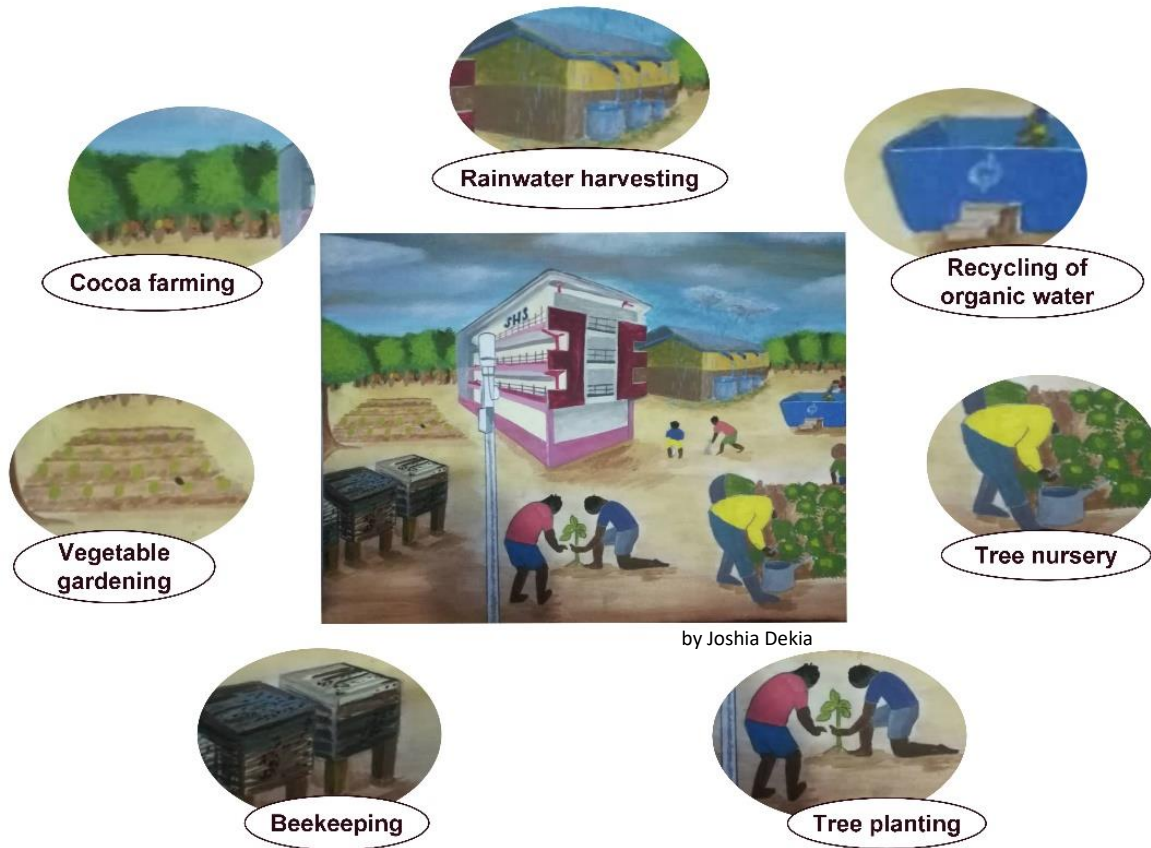 Rainwater harvesting
Cocoa farming
Recycling of
organic water
SHS
Vegetable
gardening
Tree nursery
by Joshia Dekia
Beekeeping
Tree planting